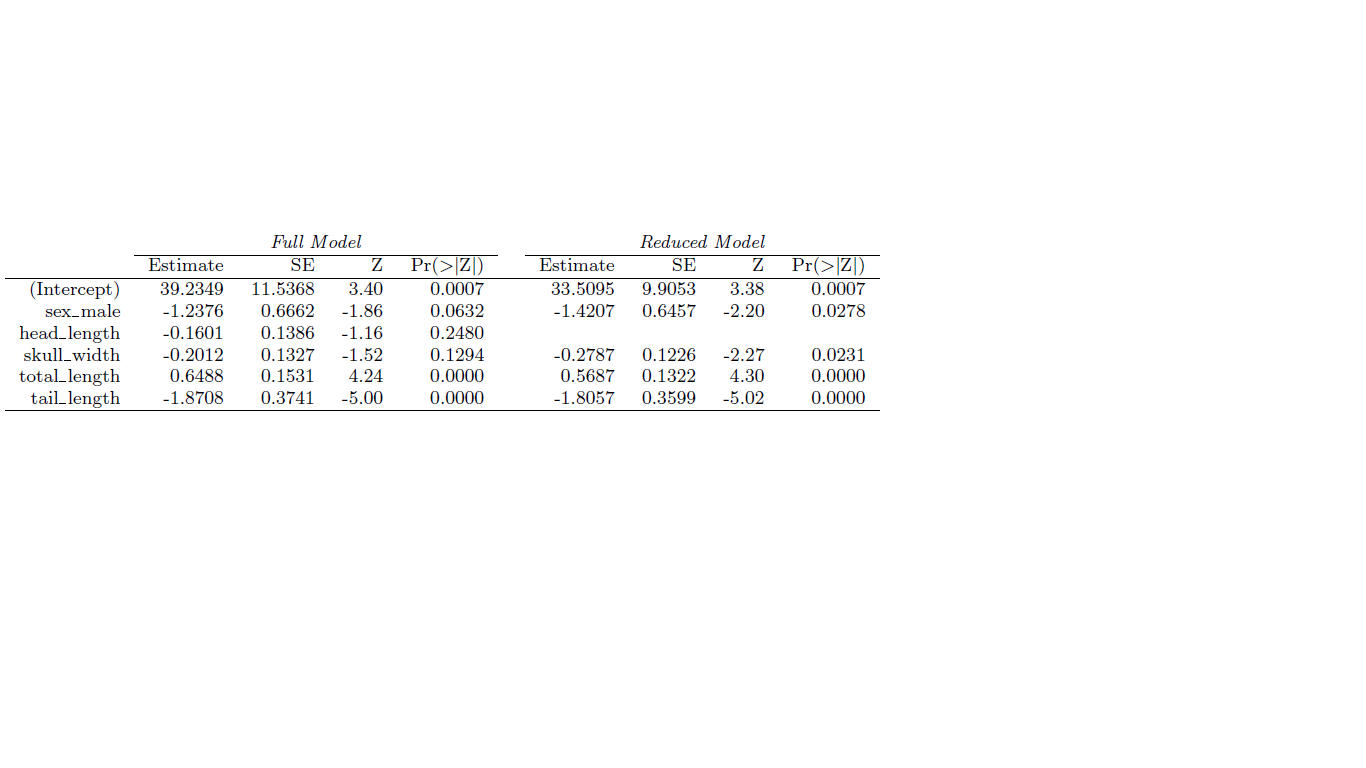 Full Model Reduced Model
Estimate SE Z Pr(>|Z|) Estimate SE Z Pr(>|Z|)
(Intercept) 39.2349 11.5368 3.40 0.0007 33.5095 9.9053 3.38 0.0007
sex_male -1.2376 0.6662 -1.86 0.0632 -1.4207 0.6457 -2.20 0.0278
head_length -0.1601 0.1386 -1.16 0.2480
skull_width -0.2012 0.1327 -1.52 0.1294 -0.2787 0.1226 -2.27 0.0231
total_length 0.6488 0.1531 4.24 0.0000 0.5687 0.1322 4.30 0.0000
tail_length -1.8708 0.3741 -5.00 0.0000 -1.8057 0.3599 -5.02 0.0000